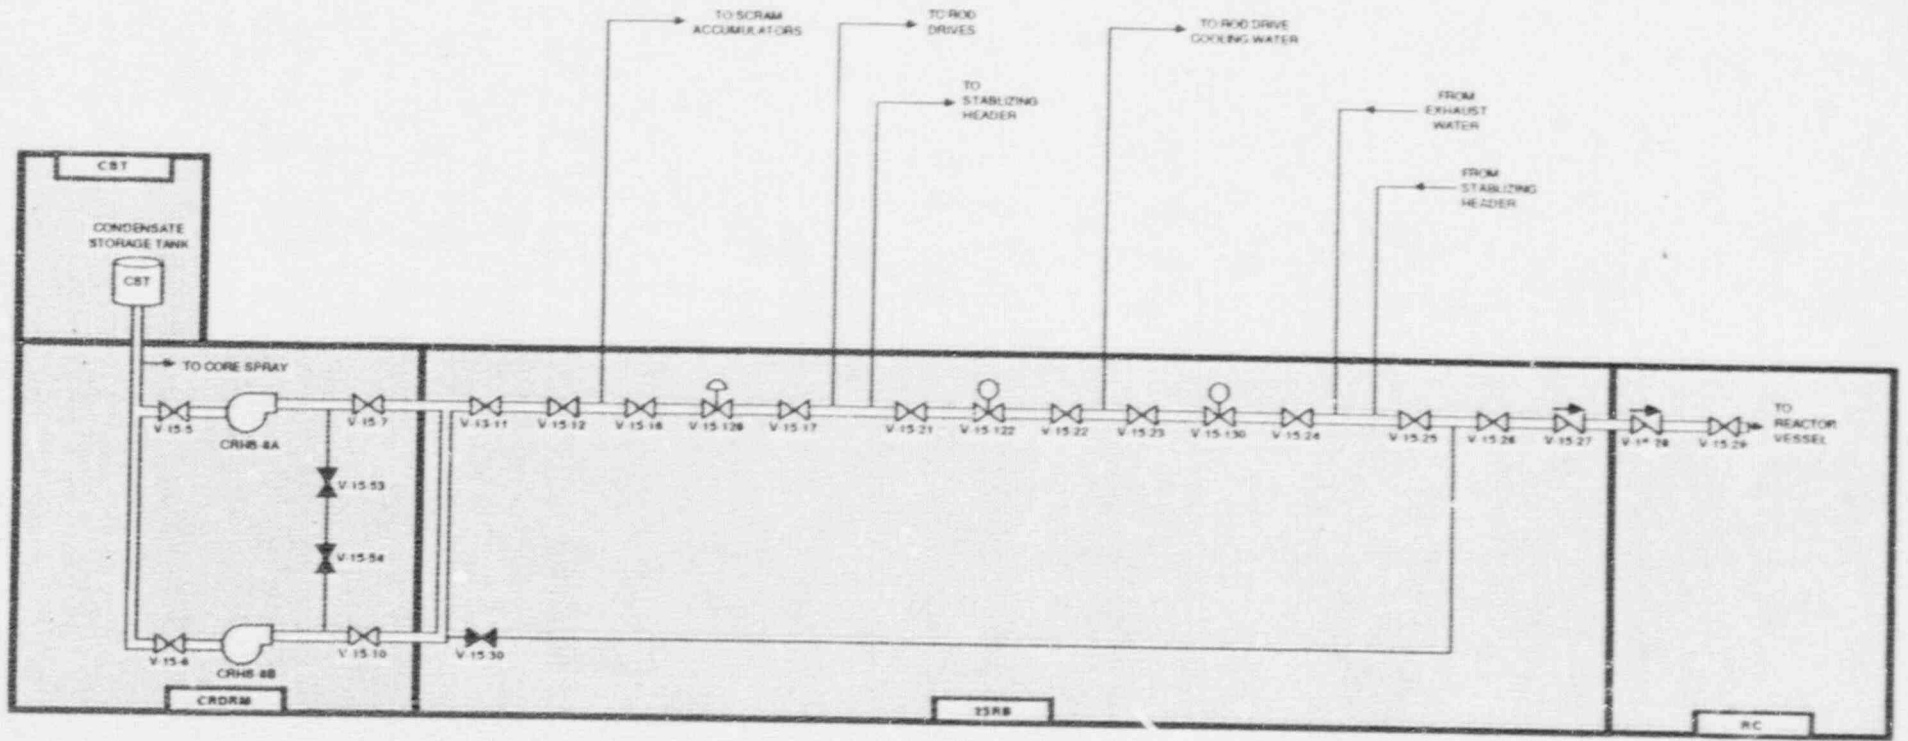 TO SCRAM
ACCUMULATORS
TO ROD
DRIVES
TO ROD DRIVE
COOLING WATER
TO
STABLIZING
HEADER
FROM
EXHAUST
WATER
FROM
STABLIZING
HEADER
CST
CONDENSATE
STORAGE TANK
CST
TO CORE SPRAY
V-15-5
CRHS-8A
V-15-7
V-15-11
V-15-12
V-15-16
V-15-126
V-15-17
V-15-21
V-15-122
V-15-22
V-15-23
V-15-130
V-15-24
V-15-25
V-15-26
V-15-27
V-15-29
TO
REACTOR
VESSEL
V-15-53
V-15-54
V-15-6
CRHS-8B
V-15-10
V-15-30
CRDRM
23RB
RC